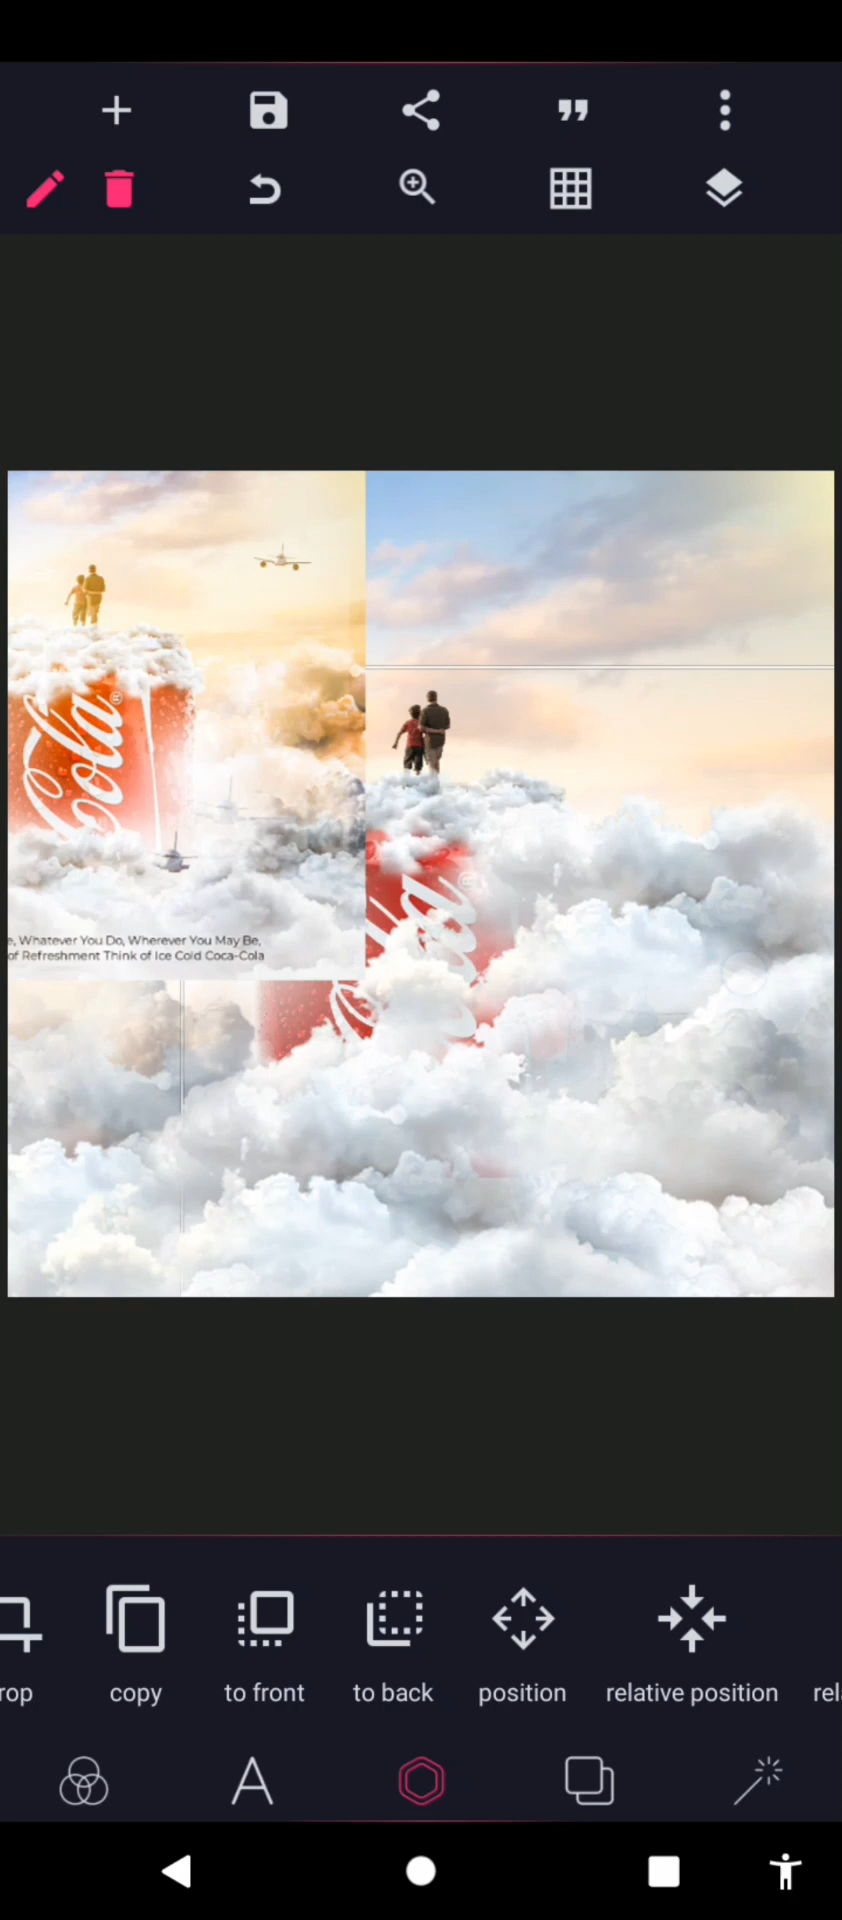 Cola
®
e, Whatever You Do, Wherever You May Be,
of Refreshment Think of Ice Cold Coca-Cola
rop
copy
to front
to back
position
relative position
rel